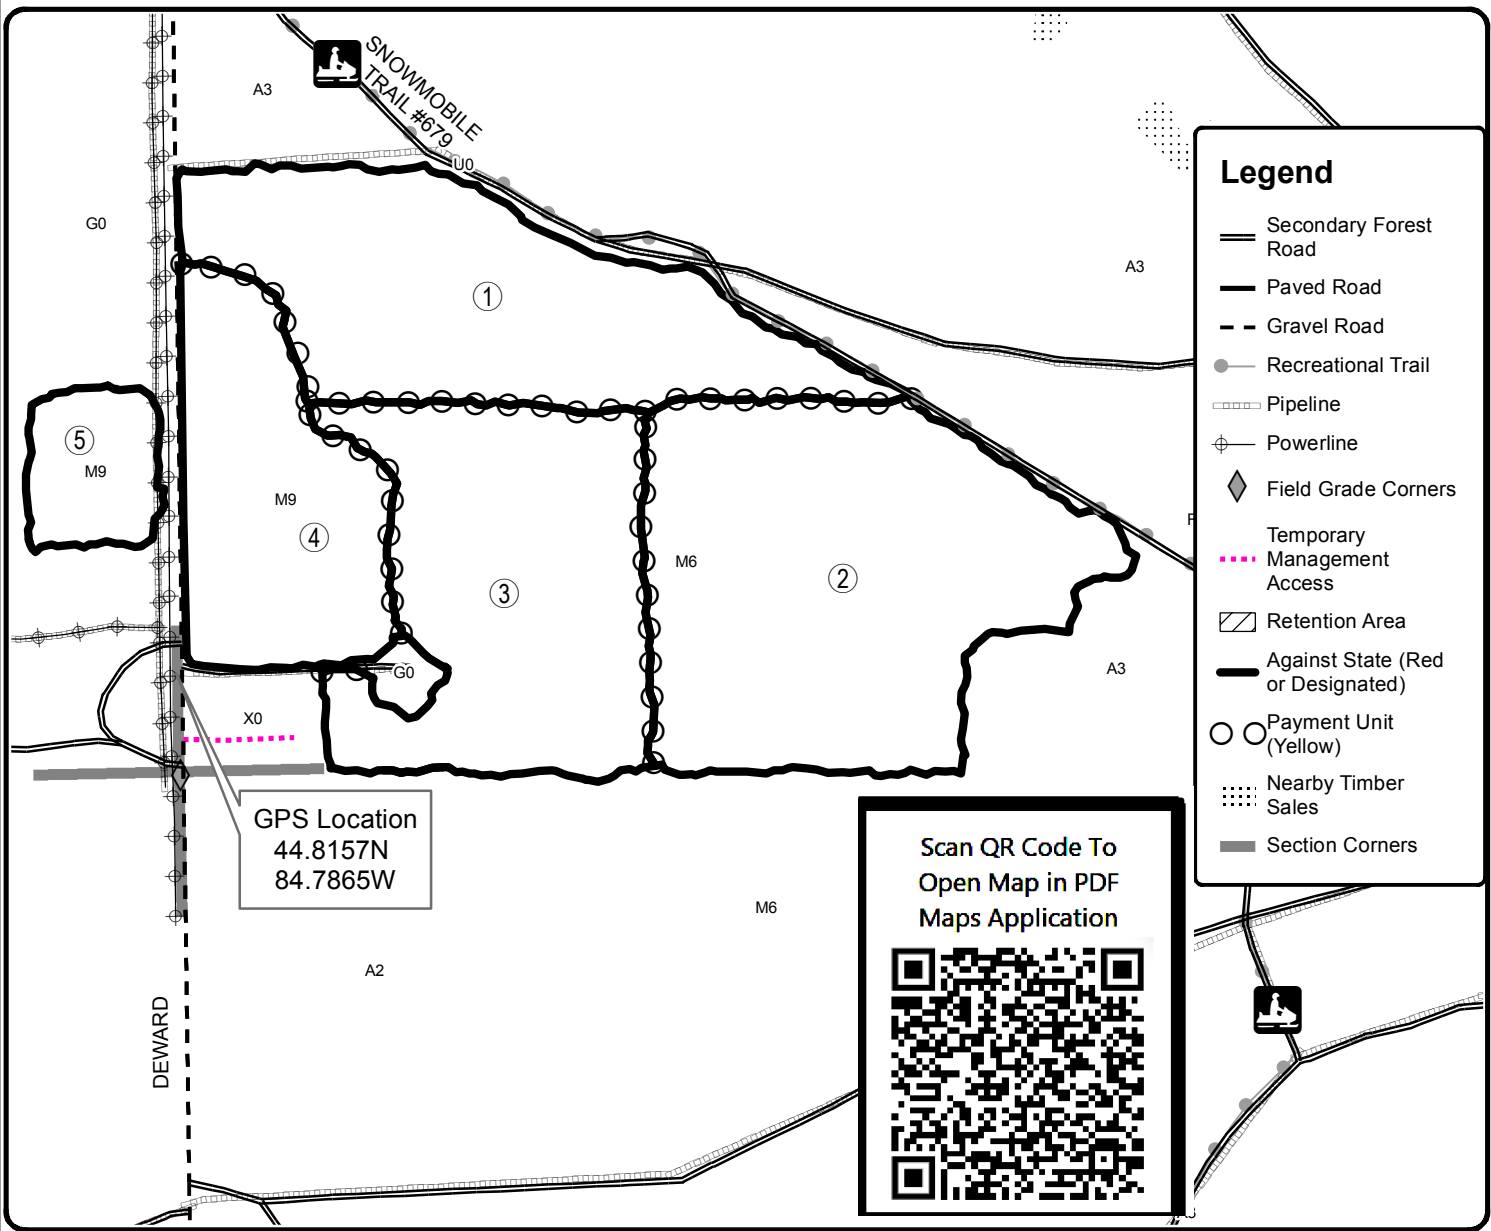 SNOWMOBILE
TRAIL #679
A3
U0
G0
A3
1
5
M9
M9
4
3
M6
2
G0
A3
X0
GPS Location
44.8157N
84.7865W
M6
A2
DEWARD
Legend
Secondary Forest
Road
Paved Road
Gravel Road
Recreational Trail
Pipeline
Powerline
Field Grade Corners
Temporary
Management
Access
Retention Area
Against State (Red
or Designated)
Payment Unit
(Yellow)
Nearby Timber
Sales
Section Corners
Scan QR Code To
Open Map in PDF
Maps Application